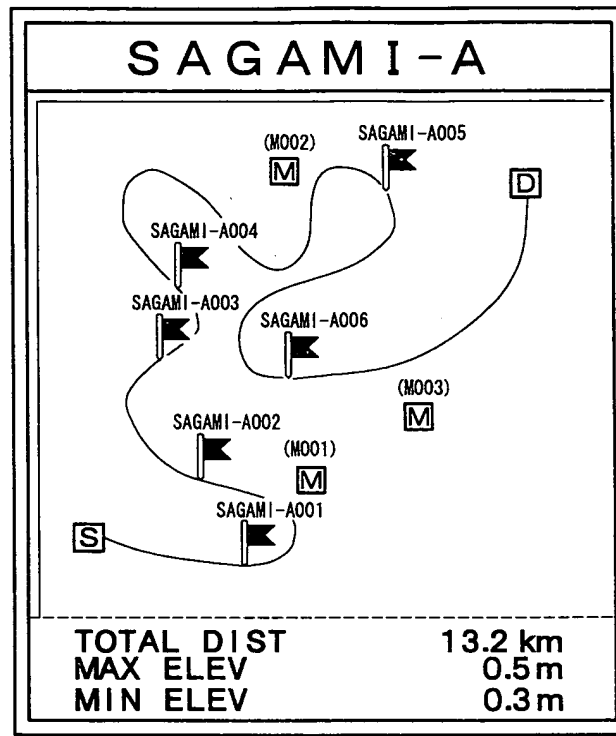 SAGAMI-A
SAGAMI-A005
(M002)
M
D
SAGAMI-A004
SAGAMI-A003
SAGAMI-A006
(M003)
M
SAGAMI-A002
(M001)
M
SAGAMI-A001
S
TOTAL DIST 13.2 km
MAX ELEV 0.5 m
MIN ELEV 0.3 m